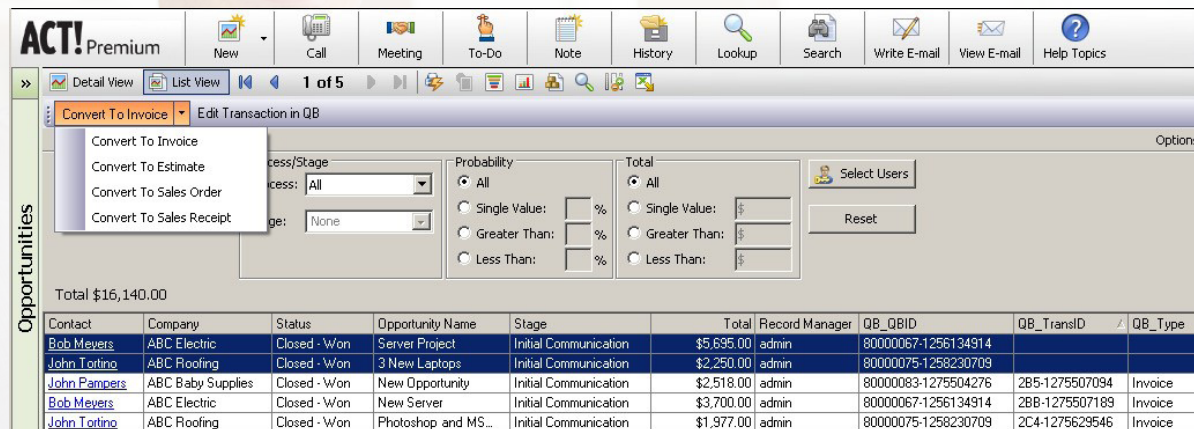 ACT! Premium
New
Call
Meeting
To-Do
Note
History
Lookup
Search
Write E-mail
View E-mail
Help Topics
»
Detail View
List View
1 of 5
Convert To Invoice
Edit Transaction in QB
Options
Convert To Invoice
Convert To Estimate
Convert To Sales Order
Convert To Sales Receipt
cess/Stage
cess: All
ge: None
Probability
All
Single Value: %
Greater Than: %
Less Than: %
Total
All
Single Value: $
Greater Than: $
Less Than: $
Select Users
Reset
Opportunities
Total $16,140.00
Contact Company Status Opportunity Name Stage Total Record Manager QB_QBID QB_TransID QB_Type
Bob Meyers ABC Electric Closed - Won Server Project Initial Communication $5,695.00 admin 80000067-1256134914
John Tortino ABC Roofing Closed - Won 3 New Laptops Initial Communication $2,250.00 admin 80000075-1258230709
John Pampers ABC Baby Supplies Closed - Won New Opportunity Initial Communication $2,518.00 admin 80000083-1275504276 2B5-1275507094 Invoice
Bob Meyers ABC Electric Closed - Won New Server Initial Communication $3,700.00 admin 80000067-1256134914 2BB-1275507189 Invoice
John Tortino ABC Roofing Closed - Won Photoshop and MS... Initial Communication $1,977.00 admin 80000075-1258230709 2C4-1275629546 Invoice